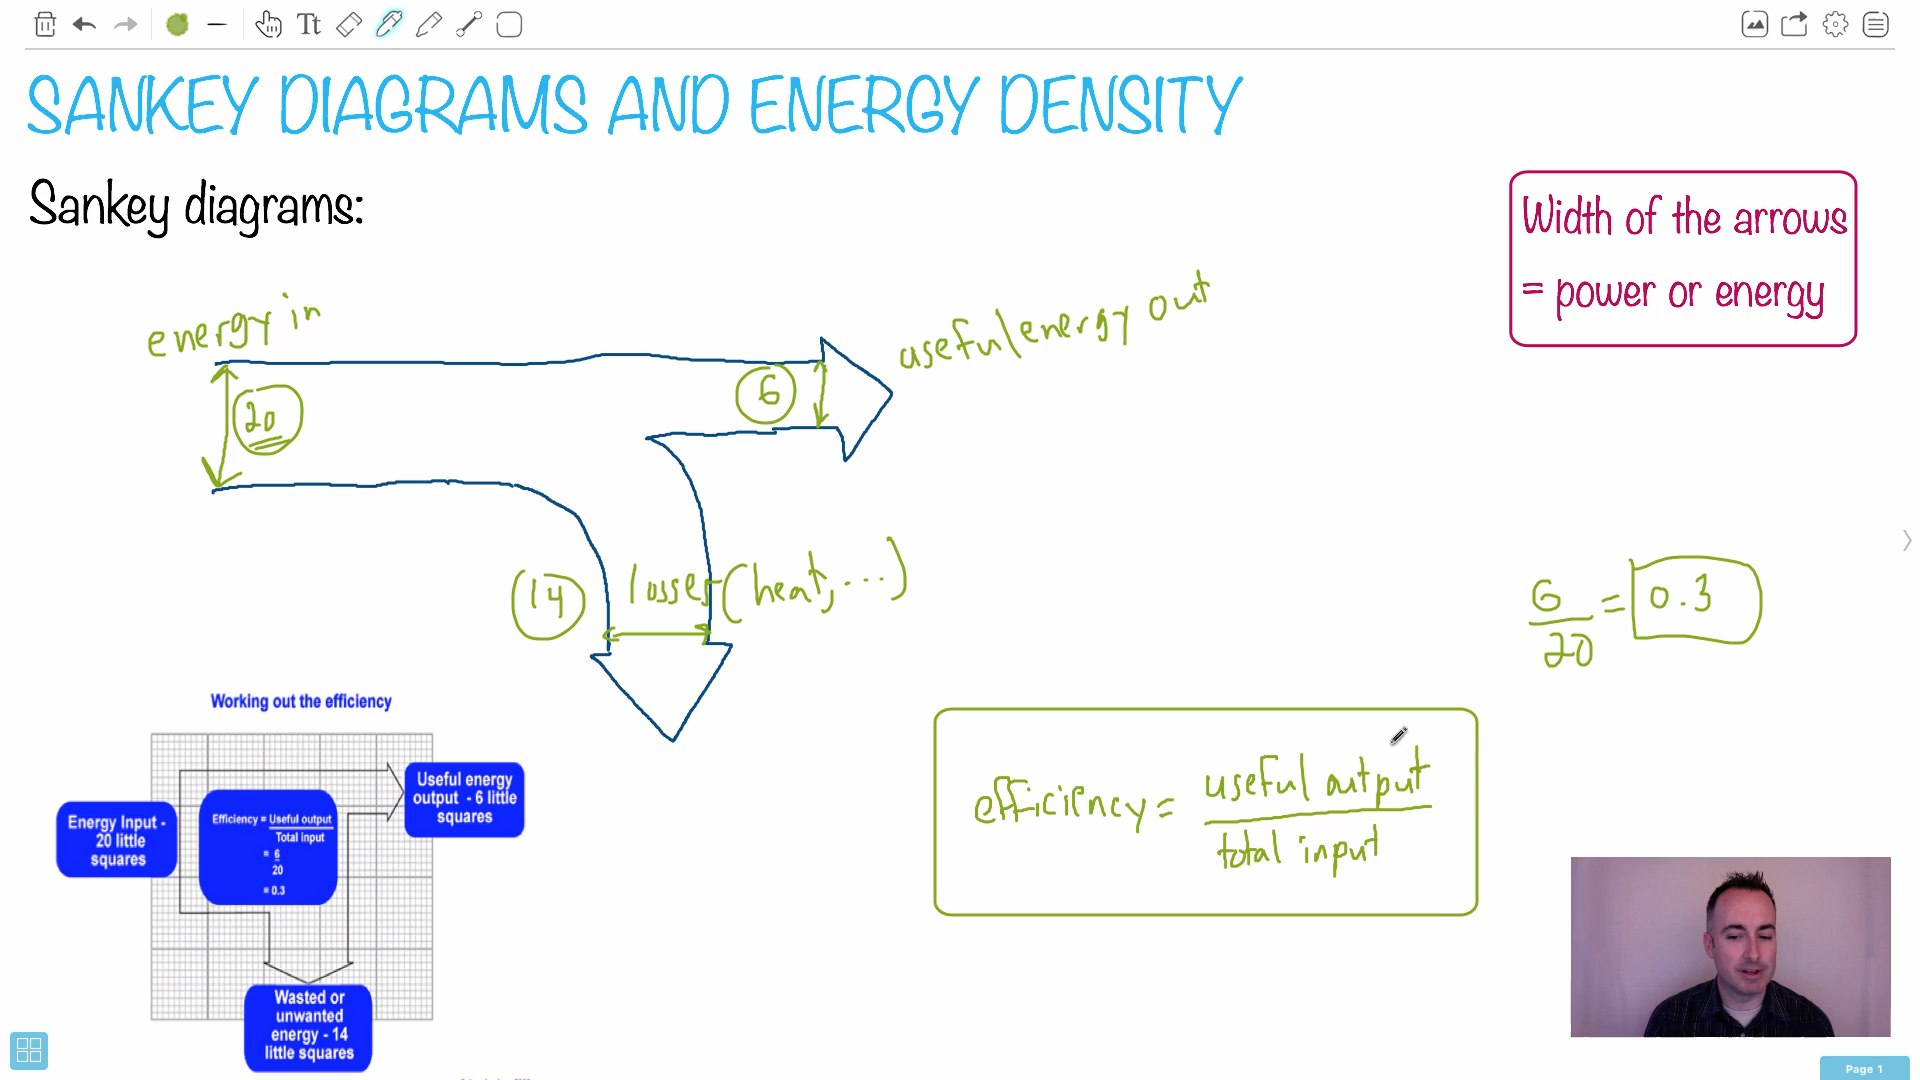 Tt
SANKEY DIAGRAMS AND ENERGY DENSITY
Sankey diagrams:
Width of the arrows
= power or energy
energy in
useful energy out
20
6
14
losses (heat, ...)
6
20
= 0.3
Working out the efficiency
Energy Input -
20 little
squares
Efficiency = Useful output
Total input
= 6
20
= 0.3
Useful energy
output - 6 little
squares
Wasted or
unwanted
energy - 14
little squares
efficiency = useful output
total input
Page 1